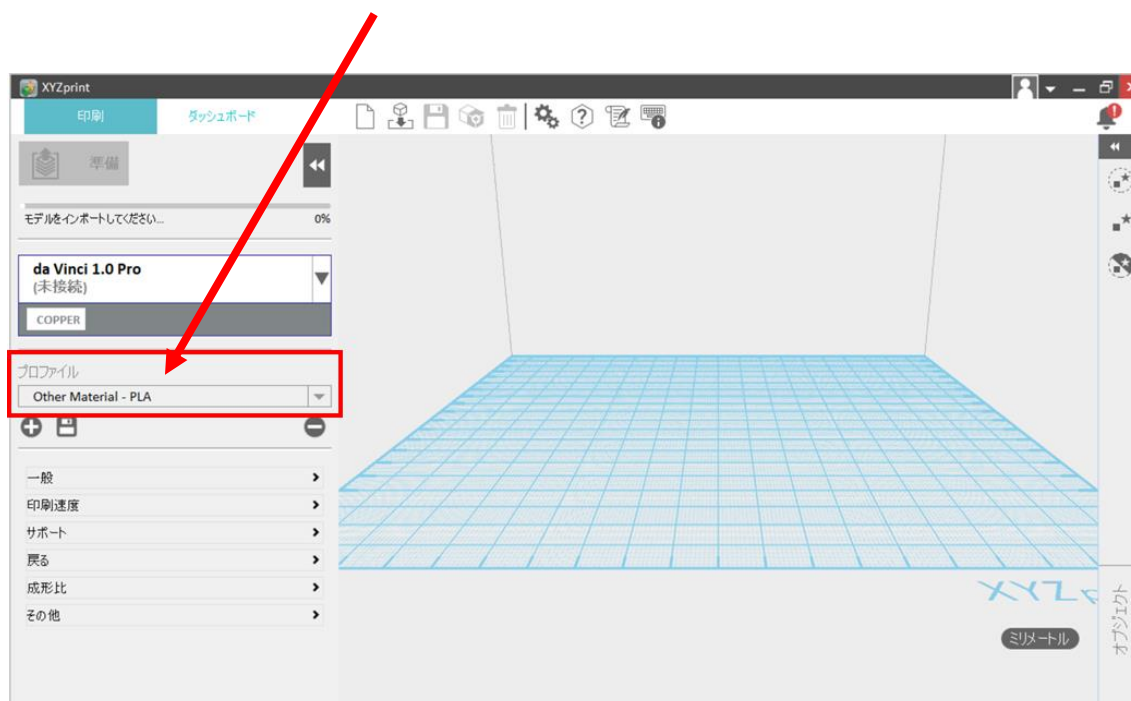 XYZprint
印刷
ダッシュボード
準備
モデルをインポートしてください...
0%
da Vinci 1.0 Pro
(未接続)
COPPER
プロファイル
Other Material - PLA
一般
印刷速度
サポート
戻る
成形比
その他
XYZp
ミリメートル
オブジェクト